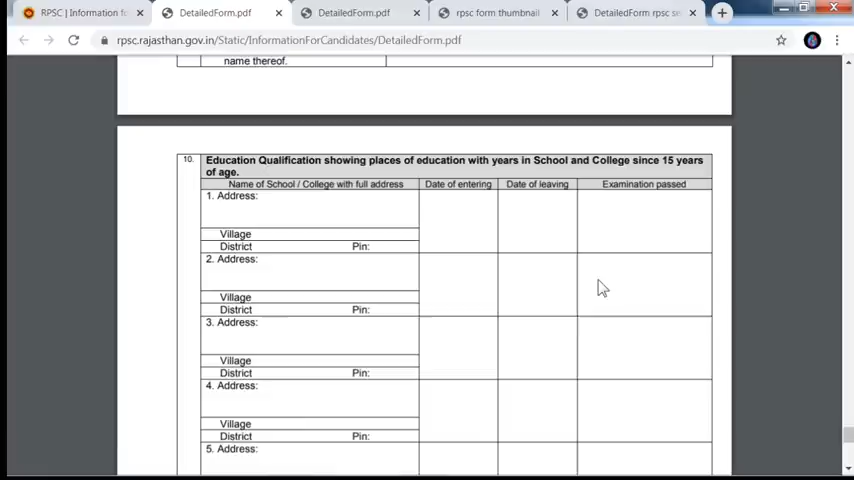 RPSC | Information fo
DetailedForm.pdf
DetailedForm.pdf
rpsc form thumbnail
DetailedForm rpsc se
rpsc.rajasthan.gov.in/Static/InformationForCandidates/DetailedForm.pdf
name thereof.
10. Education Qualification showing places of education with years in School and College since 15 years
of age.
Name of School / College with full address Date of entering Date of leaving Examination passed
1. Address:
Village
District Pin:
2. Address:
Village
District Pin:
3. Address:
Village
District Pin:
4. Address:
Village
District Pin:
5. Address: